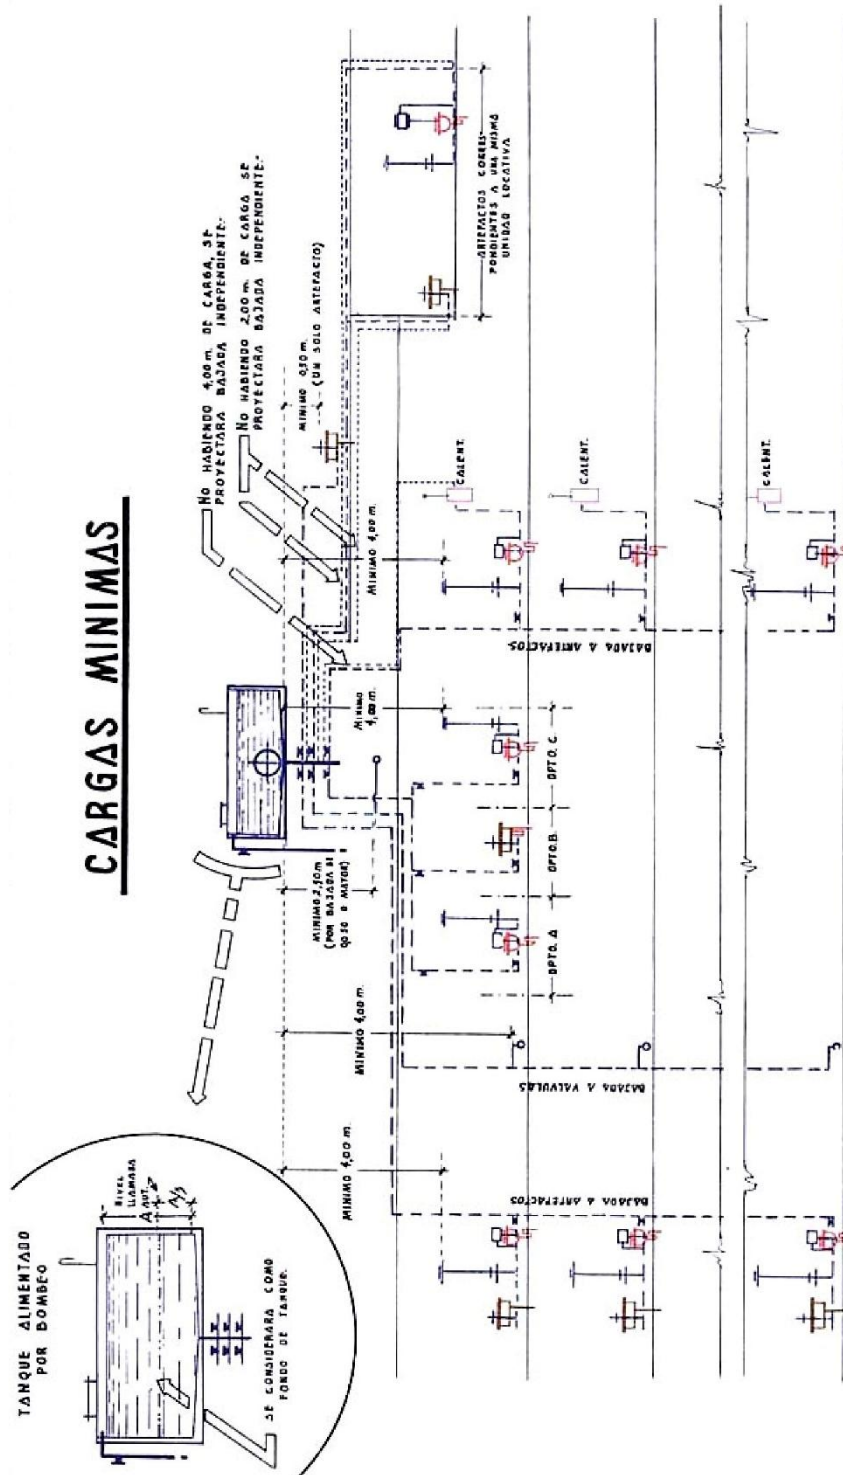 CARGAS MINIMAS
TANQUE ALIMENTADO
POR BOMBEO
NIVEL
LLAMADA
AUT.
A
A/3
SE CONSIDERARA COMO
FONDO DE TANQUE.
No HABIENDO 4,00 m. DE CARGA, SE
PROYECTARA BAJADA INDEPENDIENTE.-
No HABIENDO 2,00 m. DE CARGA SE
PROYECTARA BAJADA INDEPENDIENTE.-
MINIMO 0,50 m.
(UN SOLO ARTEFACTO)
MINIMO 4,00 m.
MINIMO 4,00 m.
MINIMO 2,50 m
(POR BAJADA DE
0,050 O MAYOR)
MINIMO
4,00 m.
MINIMO 4,00 m.
ARTEFACTOS CORRES-
PONDIENTES A UNA MISMA
UNIDAD LOCATIVA
DPTO. A
DPTO. B
DPTO. C
CALENT.
CALENT.
CALENT.
BAJADA A ARTEFACTOS
BAJADA A VALVULAS
BAJADA A ARTEFACTOS